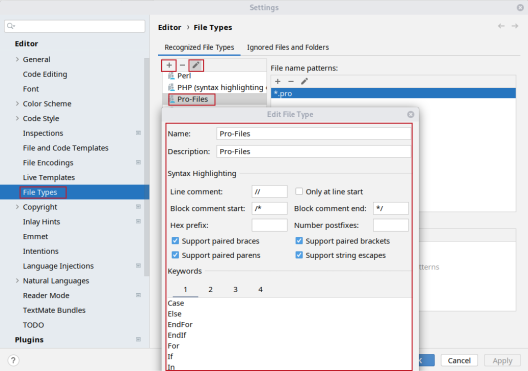 Settings
Editor
General
Code Editing
Font
Color Scheme
Code Style
Inspections
File and Code Templates
File Encodings
Live Templates
File Types
Copyright
Inlay Hints
Emmet
Intentions
Language Injections
Natural Languages
Reader Mode
TextMate Bundles
TODO
Plugins
Editor › File Types
Recognized File Types Ignored Files and Folders
Perl
PHP (syntax highlighting
Pro-Files
File name patterns:
*.pro
Edit File Type
Name: Pro-Files
Description: Pro-Files
Syntax Highlighting
Line comment: // Only at line start
Block comment start: /* Block comment end: */
Hex prefix: Number postfixes:
Support paired braces Support paired brackets
Support paired parens Support string escapes
Keywords
1 2 3 4
Case
Else
EndFor
EndIf
For
If
In
tterns
? Cancel Apply